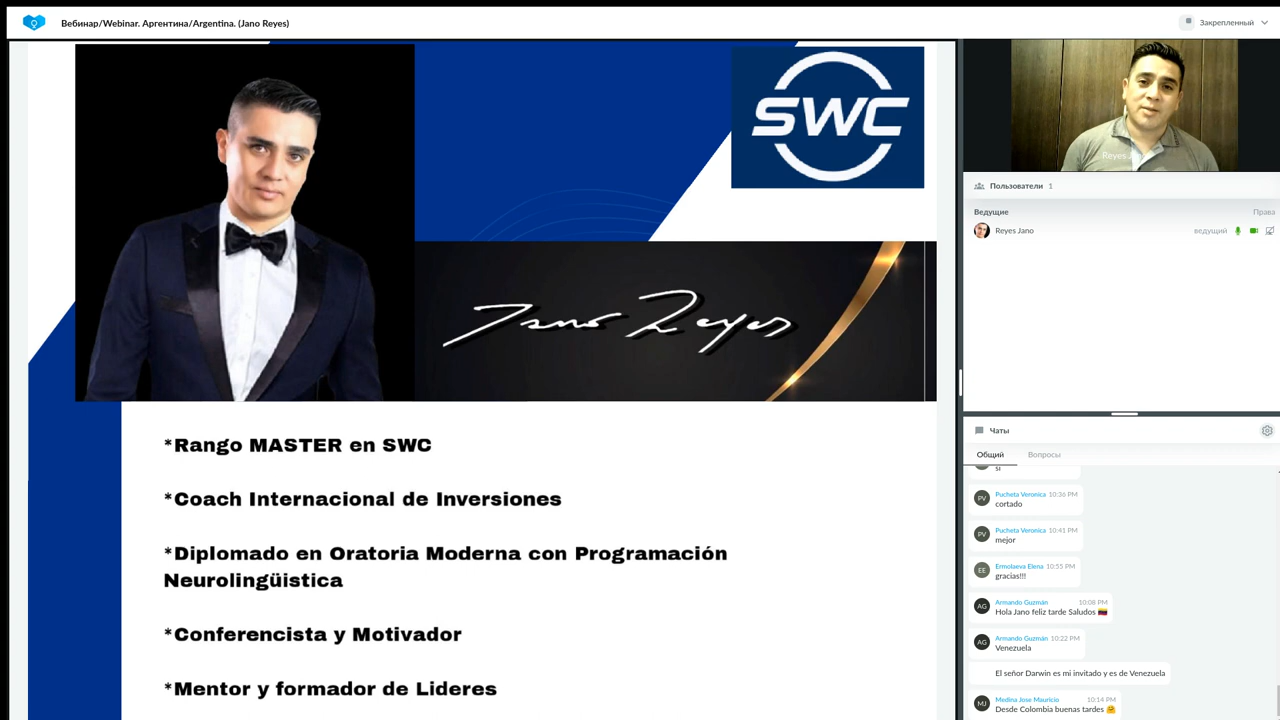 Вебинар/Webinar. Аргентина/Argentina. (Jano Reyes)
Закрепленный
SWC
Jano Reyes
*Rango MASTER en SWC
*Coach Internacional de Inversiones
*Diplomado en Oratoria Moderna con Programación
Neurolingüistica
*Conferencista y Motivador
*Mentor y formador de Lideres
Пользователи 1
Ведущие Права
Reyes Jano ведущий
Чаты
Общий Вопросы
si
PV Pucheta Veronica 10:36 PM
cortado
PV Pucheta Veronica 10:41 PM
mejor
EE Ermolaeva Elena 10:55 PM
gracias!!!
AG Armando Guzmán 10:08 PM
Hola Jano feliz tarde Saludos 🇻🇪
AG Armando Guzmán 10:22 PM
Venezuela
El señor Darwin es mi invitado y es de Venezuela
MJ Medina Jose Mauricio 10:14 PM
Desde Colombia buenas tardes 🤗